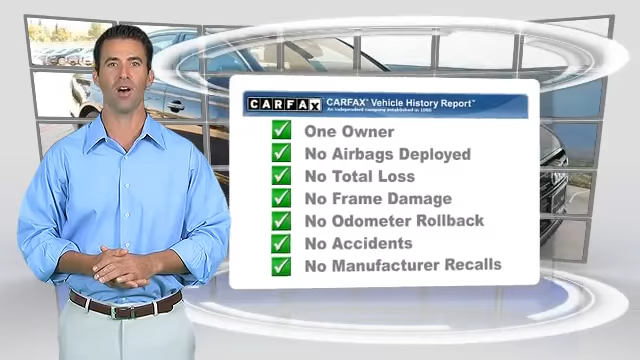 CARFAX CARFAX™ Vehicle History Report™
An independent company established in 1986
One Owner
No Airbags Deployed
No Total Loss
No Frame Damage
No Odometer Rollback
No Accidents
No Manufacturer Recalls